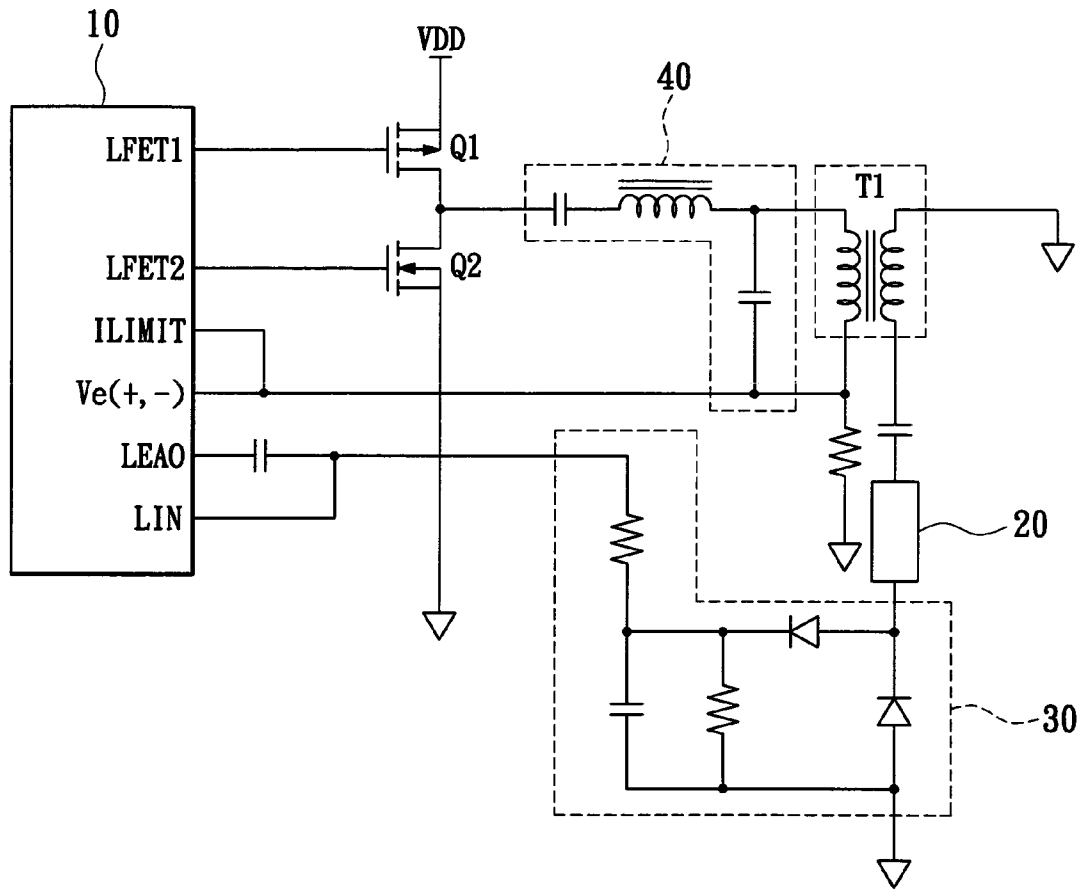 10
VDD
40
LFET1
Q1
T1
LFET2
Q2
ILIMIT
Ve(+,-)
LEAO
LIN
20
30